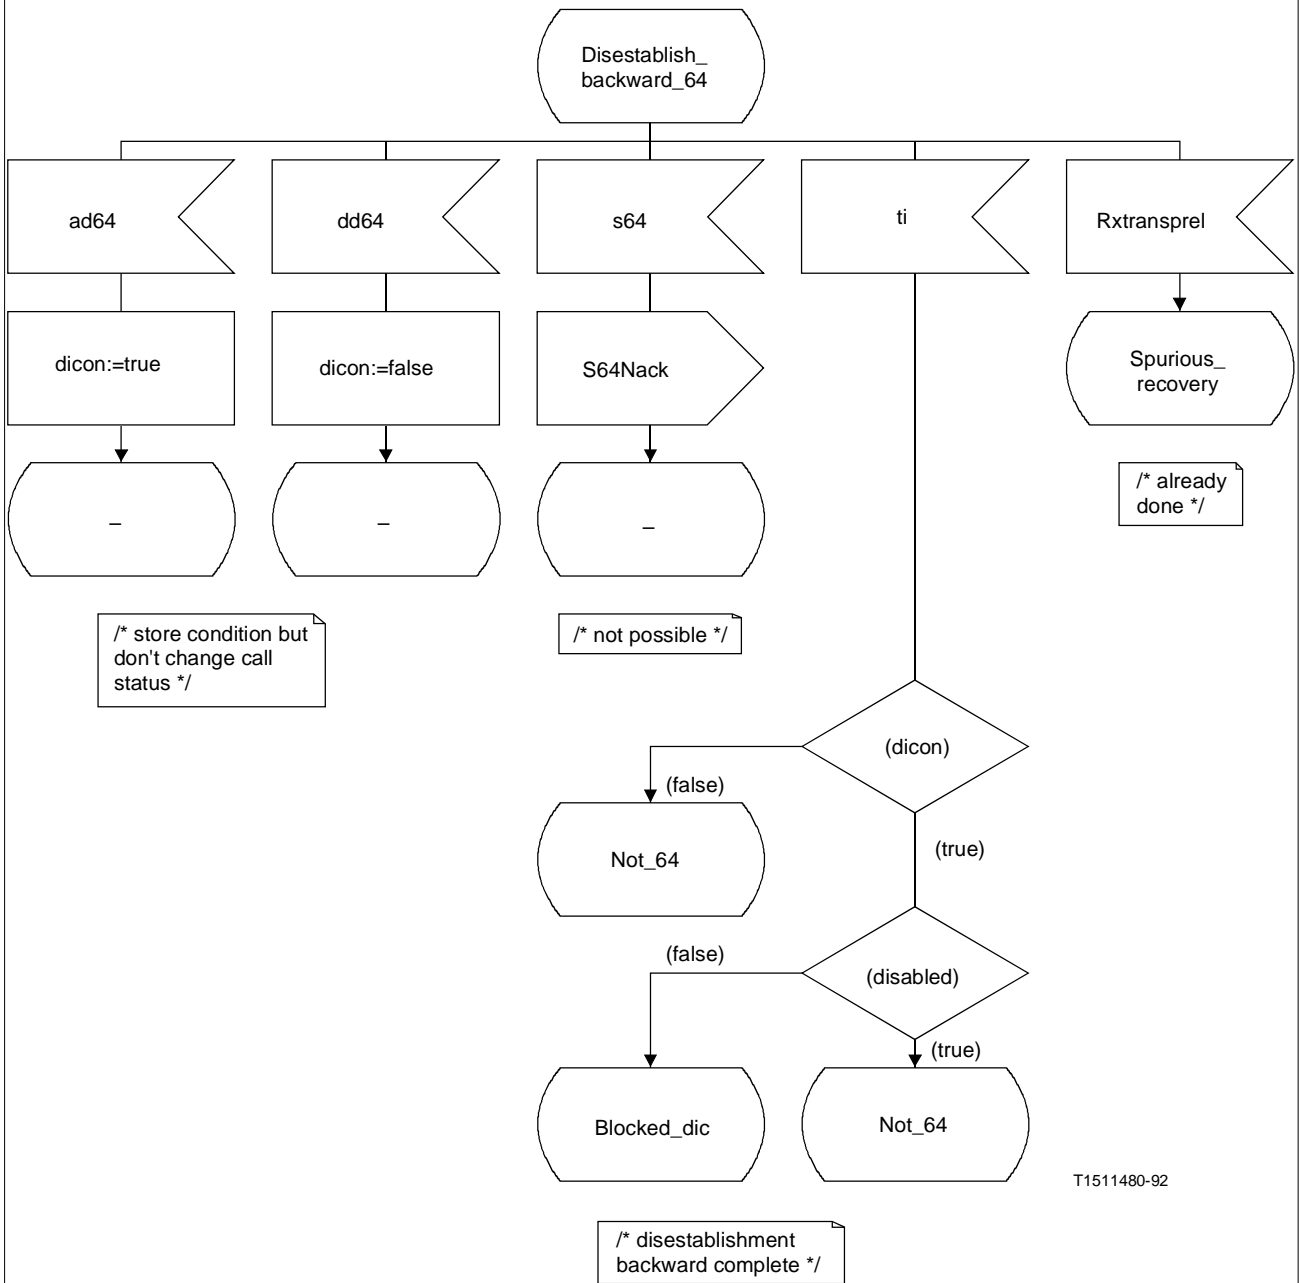 Disestablish_
backward_64
ad64
dd64
s64
ti
Rxtransprel
dicon:=true
dicon:=false
S64Nack
Spurious_
recovery
_
_
_
/* already
done */
/* store condition but
don't change call
status */
/* not possible */
(dicon)
(false)
Not_64
(true)
(false)
(disabled)
(true)
Blocked_dic
Not_64
T1511480-92
/* disestablishment
backward complete */